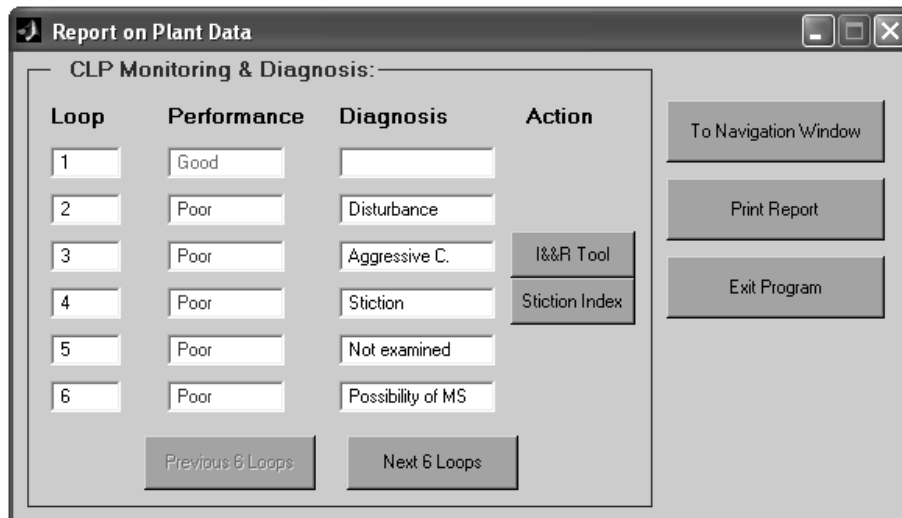 Report on Plant Data
CLP Monitoring & Diagnosis:
Loop Performance Diagnosis Action
To Navigation Window
1 Good
2 Poor Disturbance
Print Report
3 Poor Aggressive C. I&&R Tool
Exit Program
4 Poor Stiction Stiction Index
5 Poor Not examined
6 Poor Possibility of MS
Previous 6 Loops Next 6 Loops